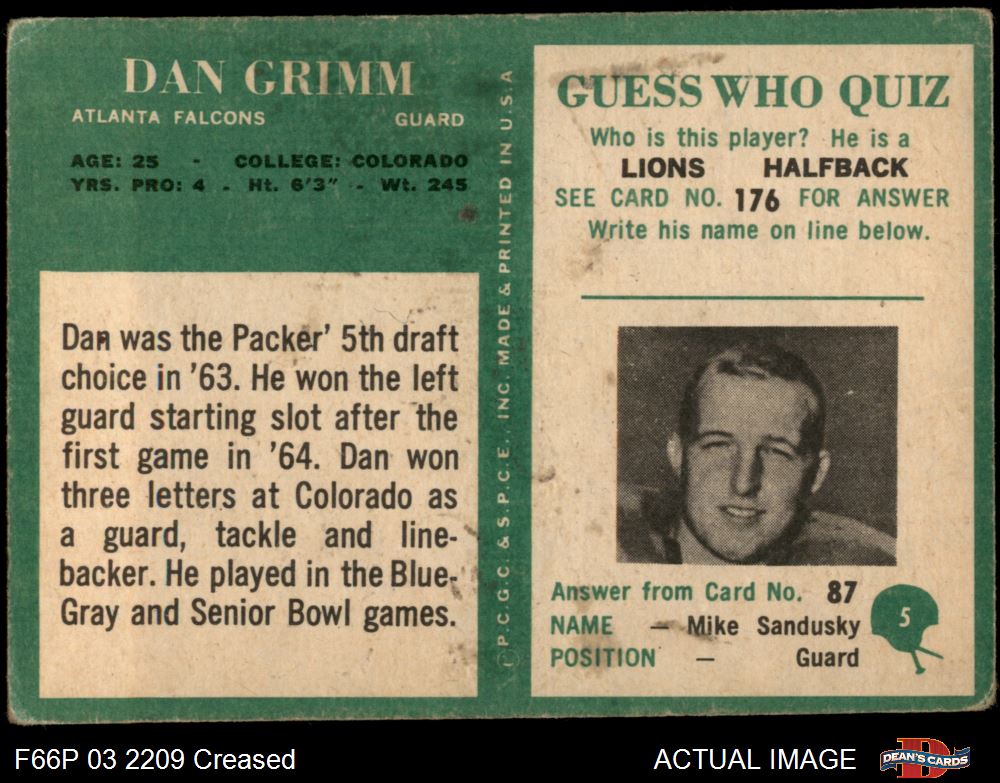 DAN GRIMM
ATLANTA FALCONS GUARD
AGE: 25 - COLLEGE: COLORADO
YRS. PRO: 4 - Ht. 6'3" - Wt. 245
Dan was the Packer' 5th draft
choice in '63. He won the left
guard starting slot after the
first game in '64. Dan won
three letters at Colorado as
a guard, tackle and line-
backer. He played in the Blue-
Gray and Senior Bowl games.
©P.C.G.C. & S.P.C.E., INC. MADE & PRINTED IN U.S.A
GUESS WHO QUIZ
Who is this player? He is a
LIONS HALFBACK
SEE CARD NO. 176 FOR ANSWER
Write his name on line below.
Answer from Card No. 87
NAME — Mike Sandusky
POSITION — Guard
5
F66P 03 2209 Creased
ACTUAL IMAGE
D
DEAN'S CARDS